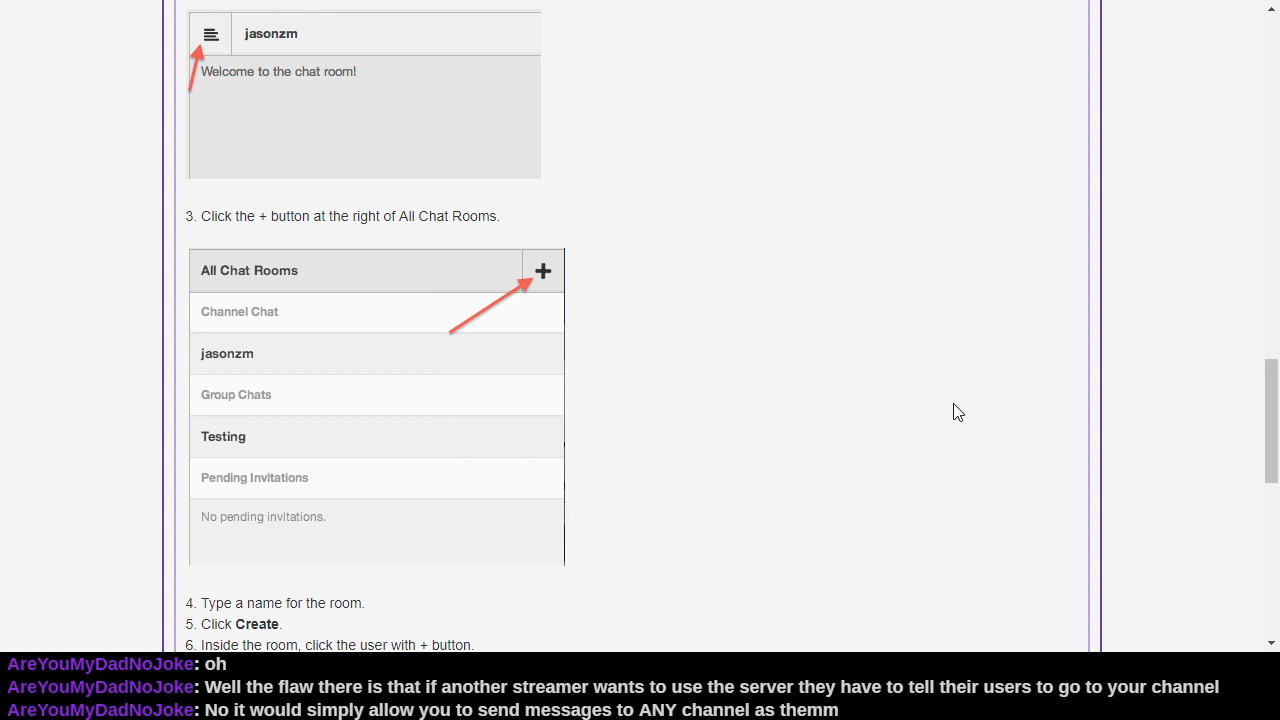 jasonzm
Welcome to the chat room!
3. Click the + button at the right of All Chat Rooms.
All Chat Rooms
Channel Chat
jasonzm
Group Chats
Testing
Pending Invitations
No pending invitations.
4. Type a name for the room.
5. Click Create.
6. Inside the room, click the user with + button.
AreYouMyDadNoJoke: oh
AreYouMyDadNoJoke: Well the flaw there is that if another streamer wants to use the server they have to tell their users to go to your channel
AreYouMyDadNoJoke: No it would simply allow you to send messages to ANY channel as themm